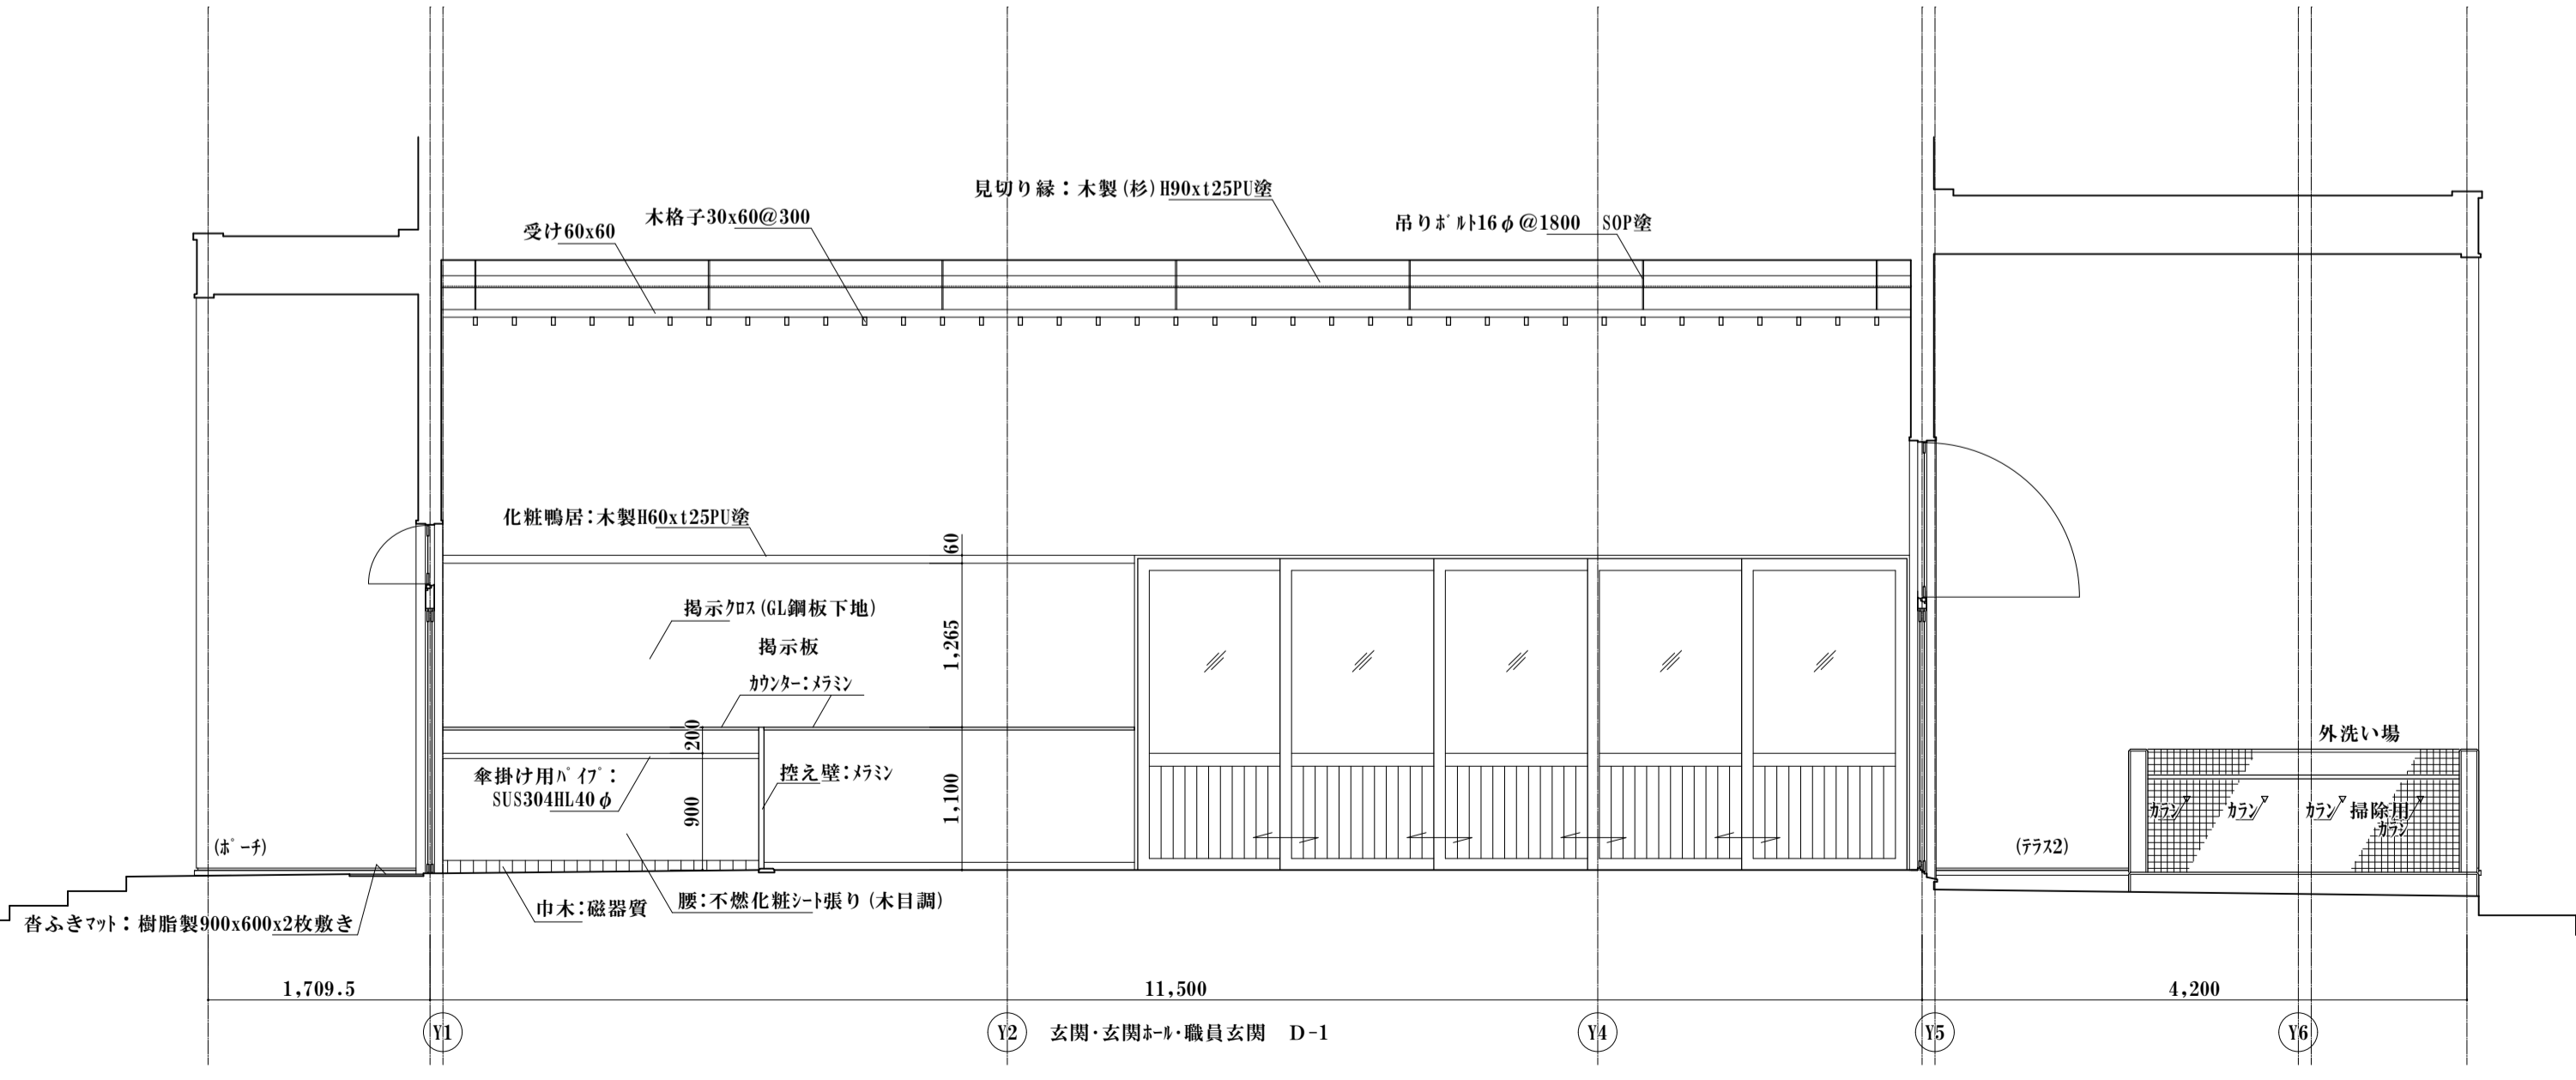 見切り縁：木製(杉)H90xt25PU塗
木格子30x60@300
吊りﾎﾞﾙﾄ16φ@1800　SOP塗
受け60x60
化粧鴨居：木製H60xt25PU塗
60
掲示ｸﾛｽ(GL鋼板下地)
1,265
掲示板
ｶｳﾝﾀｰ：ﾒﾗﾐﾝ
200
外洗い場
傘掛け用ﾊﾟｲﾌﾟ：
SUS304HL40φ
控え壁：ﾒﾗﾐﾝ
900
1,100
ｶﾗﾝ
ｶﾗﾝ
ｶﾗﾝ
掃除用
ｶﾗﾝ
(ﾎﾟｰﾁ)
(ﾃﾗｽ2)
沓ふきﾏｯﾄ：樹脂製900x600x2枚敷き
巾木：磁器質
腰：不燃化粧ｼｰﾄ張り(木目調)
1,709.5
11,500
4,200
Y1
Y2
玄関・玄関ﾎｰﾙ・職員玄関　D-1
Y4
Y5
Y6